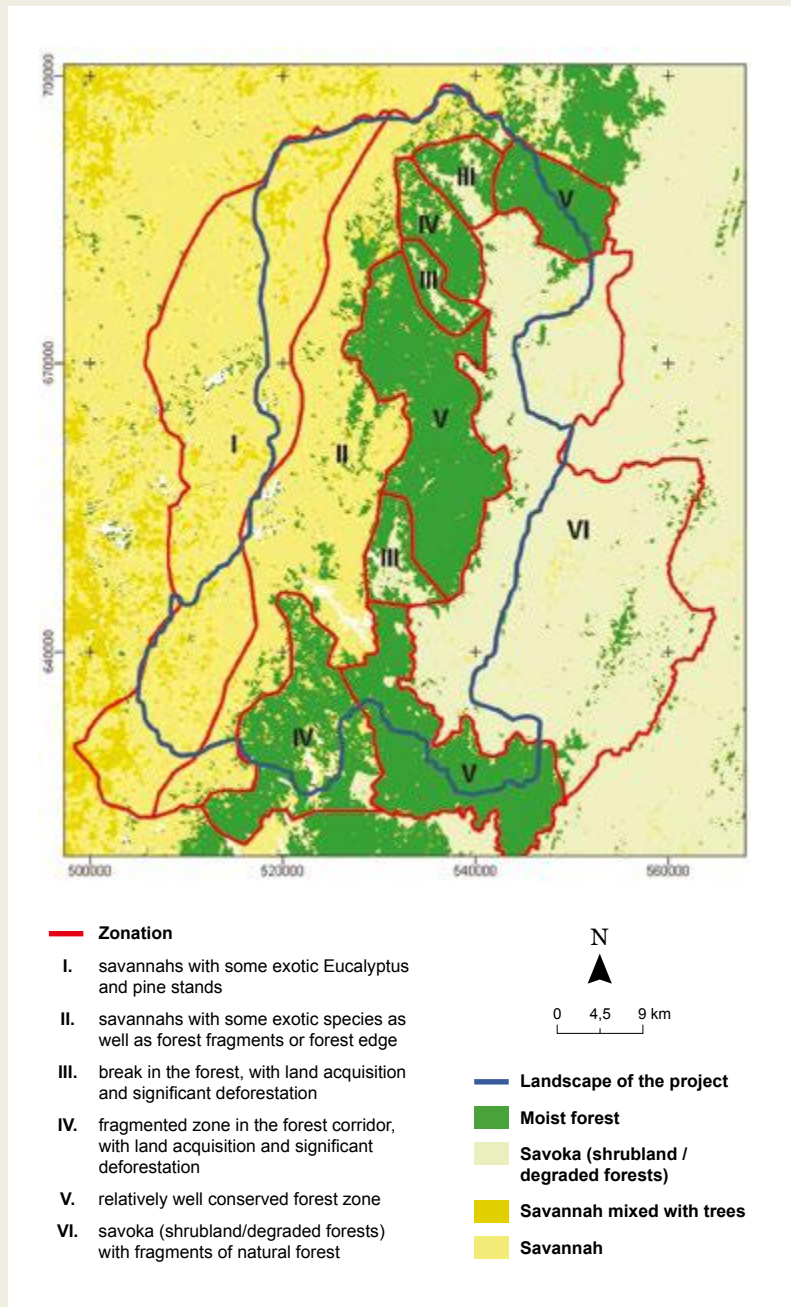 700000
670000
640000
500000
520000
540000
560000
III
V
IV
III
V
I
II
VI
III
IV
V
Zonation
I. savannahs with some exotic Eucalyptus
and pine stands
II. savannahs with some exotic species as
well as forest fragments or forest edge
III. break in the forest, with land acquisition
and significant deforestation
IV. fragmented zone in the forest corridor,
with land acquisition and significant
deforestation
V. relatively well conserved forest zone
VI. savoka (shrubland/degraded forests)
with fragments of natural forest
N
0 4,5 9 km
Landscape of the project
Moist forest
Savoka (shrubland /
degraded forests)
Savannah mixed with trees
Savannah